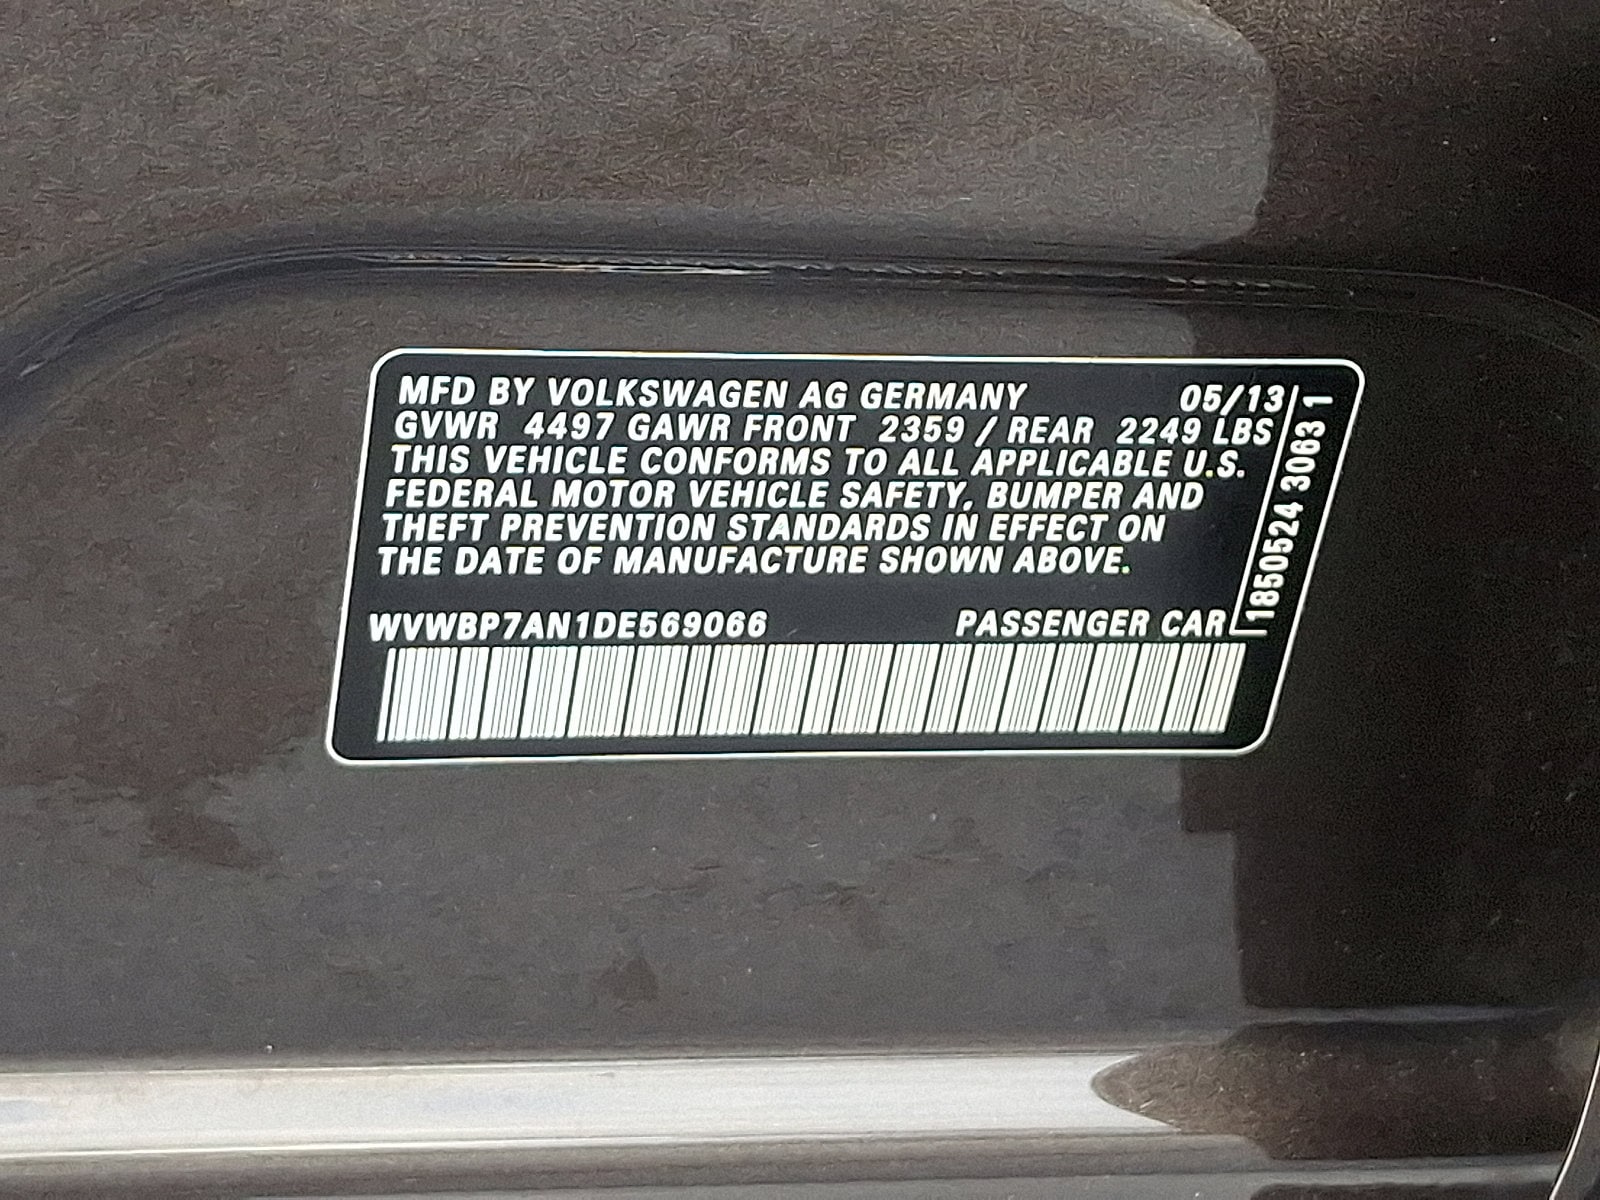 MFD BY VOLKSWAGEN AG GERMANY 05/13
GVWR 4497 GAWR FRONT 2359 / REAR 2249 LBS
THIS VEHICLE CONFORMS TO ALL APPLICABLE U.S.
FEDERAL MOTOR VEHICLE SAFETY, BUMPER AND
THEFT PREVENTION STANDARDS IN EFFECT ON
THE DATE OF MANUFACTURE SHOWN ABOVE.
WVWBP7AN1DE569066 PASSENGER CAR
1850524 3063 1